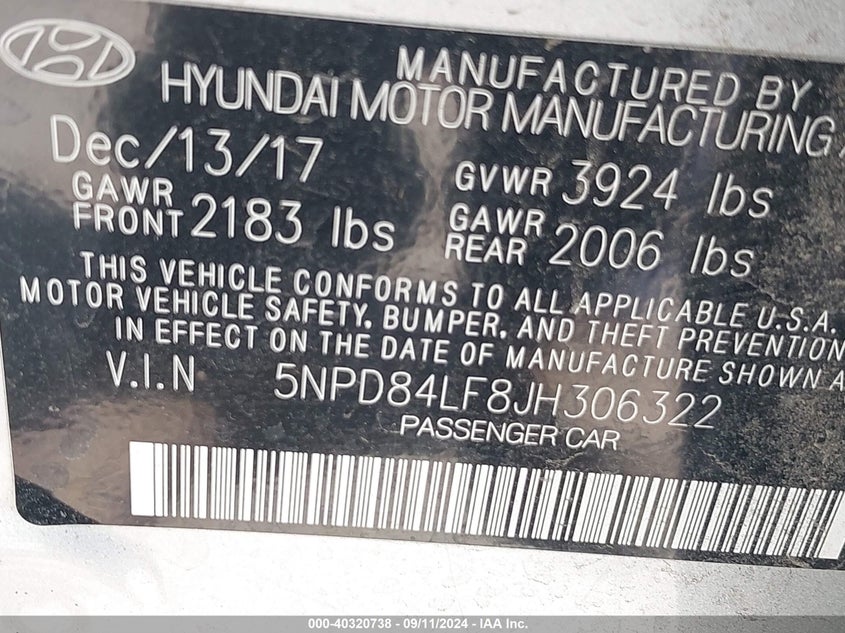 MANUFACTURED BY
HYUNDAI MOTOR MANUFACTURING
Dec/13/17
GVWR 3924 lbs
GAWR FRONT 2183 lbs
GAWR REAR 2006 lbs
THIS VEHICLE CONFORMS TO ALL APPLICABLE U.S.A.
MOTOR VEHICLE SAFETY, BUMPER, AND THEFT PREVENTION
IN EFFECT ON THE DATE OF MANUFACTURE SHOWN
V.I.N 5NPD84LF8JH306322
PASSENGER CAR
000-40320738 - 09/11/2024 - IAA Inc.